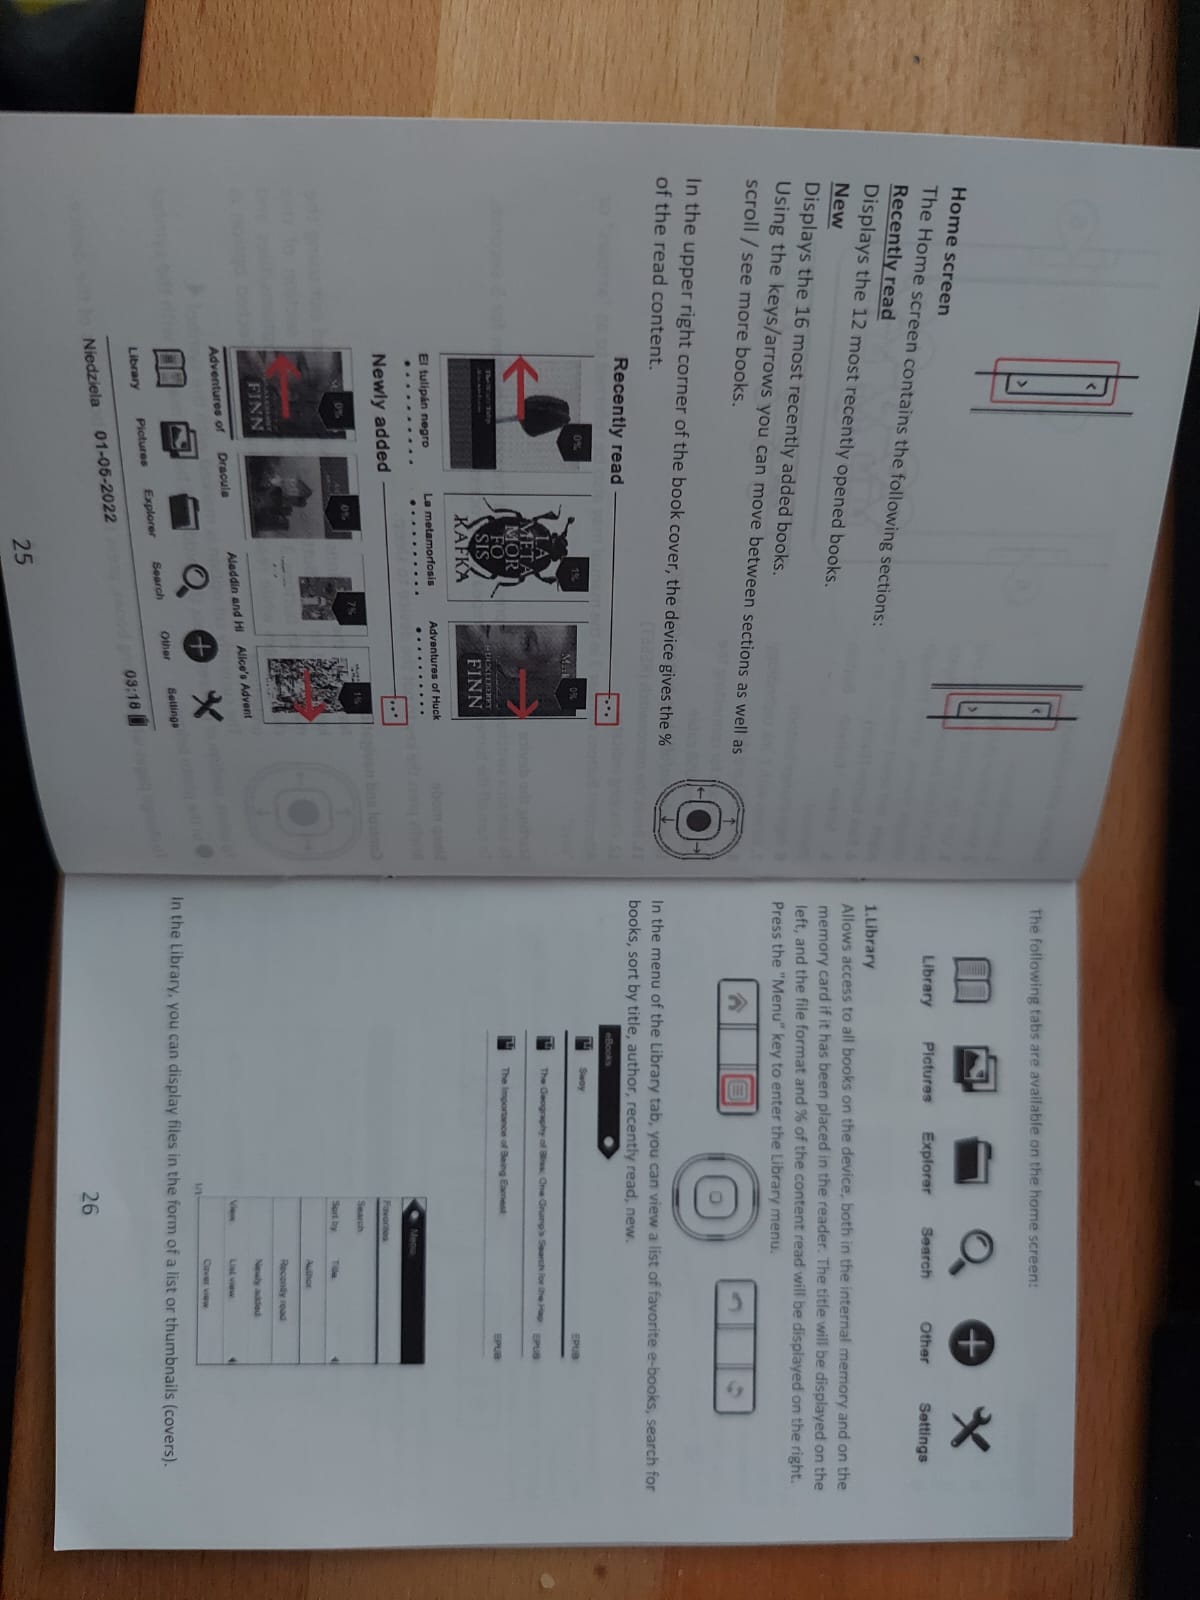 Home screen
The Home screen contains the following sections:
Recently read
Displays the 12 most recently opened books.
New
Displays the 16 most recently added books.
Using the keys/arrows you can move between sections as well as
scroll / see more books.
In the upper right corner of the book cover, the device gives the %
of the read content.
Recently read
0%
1%
0%
LA
META
MOR
FO
SIS
KAFKA
Mark
HUCKLEBERRY
FINN
El tulipán negro
La metamorfosis
Adventures of Huck
Newly added
0%
0%
7%
1%
FINN
Adventures of
Dracula
Aladdin and Hi
Alice's Advent
Library
Pictures
Explorer
Search
Other
Settings
Niedziela 01-05-2022
03:18
25
The following tabs are available on the home screen:
Library
Pictures
Explorer
Search
Other
Settings
1.Library
Allows access to all books on the device, both in the internal memory and on the
memory card if it has been placed in the reader. The title will be displayed on the
left, and the file format and % of the content read will be displayed on the right.
Press the "Menu" key to enter the Library menu.
In the menu of the Library tab, you can view a list of favorite e-books, search for
books, sort by title, author, recently read, new.
eBooks
Sway EPUB
The Geography of Bliss: One Grump's Search for the Hap EPUB
The Importance of Being Earnest EPUB
Menu
Favorites
Search
Sort by Title
Author
Recently read
Newly added
View List view
Cover view
1/1
In the Library, you can display files in the form of a list or thumbnails (covers).
26